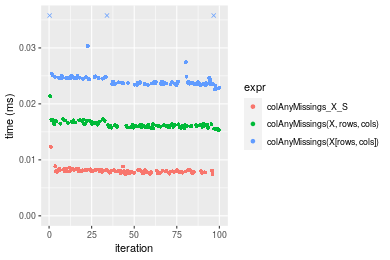 time (ms)
0.03
0.02
0.01
0.00
0
25
50
75
100
iteration
expr
colAnyMissings_X_S
colAnyMissings(X, rows, cols)
colAnyMissings(X[rows, cols])